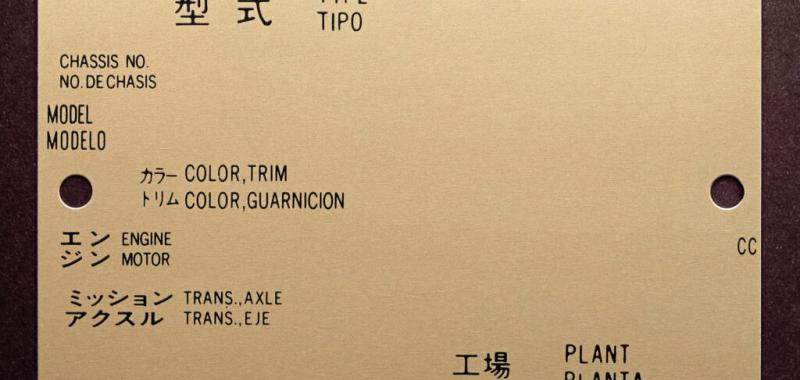 型式 TYPE
TIPO
CHASSIS NO.
NO. DE CHASIS
MODEL
MODELO
カラー COLOR,TRIM
トリム COLOR,GUARNICION
エン ENGINE
ジン MOTOR
CC
ミッション TRANS.,AXLE
アクスル TRANS.,EJE
工場 PLANT
PLANTA